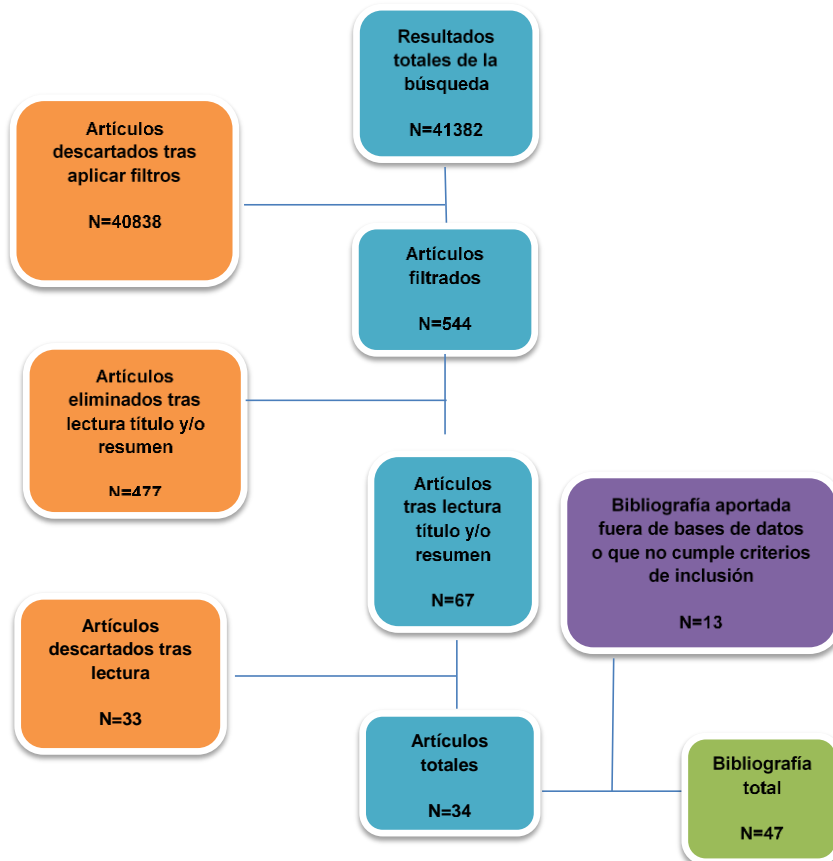 Resultados
totales de la
búsqueda
N=41382
Artículos
descartados tras
aplicar filtros
N=40838
Artículos
filtrados
N=544
Artículos
eliminados tras
lectura título y/o
resumen
N=477
Artículos
tras lectura
título y/o
resumen
N=67
Bibliografía aportada
fuera de bases de datos
o que no cumple criterios
de inclusión
N=13
Artículos
descartados tras
lectura
N=33
Artículos
totales
N=34
Bibliografía
total
N=47